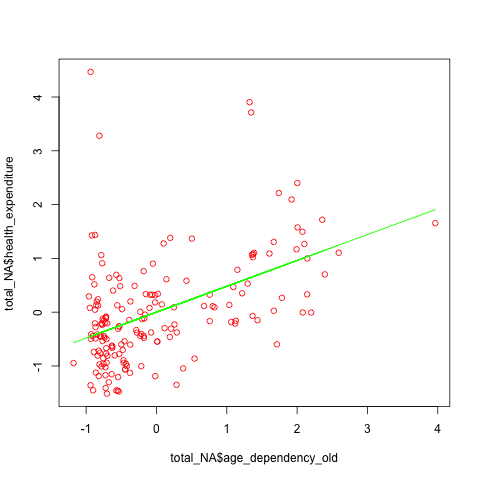 total_NA$health_expenditure
4
3
2
1
0
-1
-1 0 1 2 3 4
total_NA$age_dependency_old